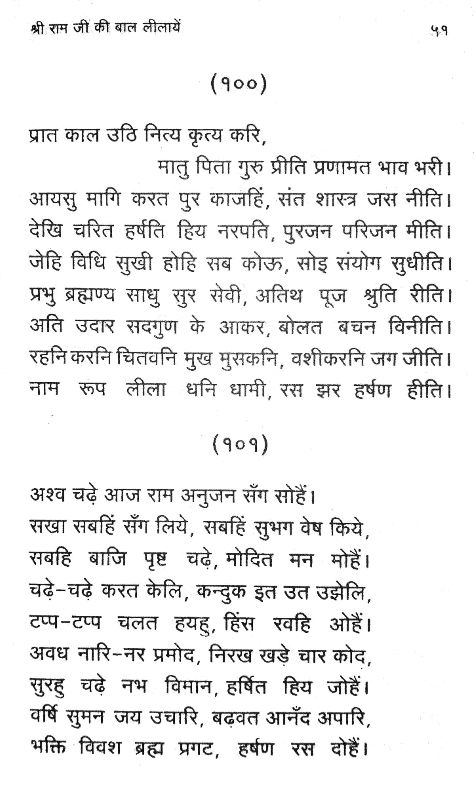 श्री राम जी की बाल लीलायें ५१
(१००)
प्रात काल उठि नित्य कृत्य करि,
मातु पिता गुरु प्रीति प्रणामत भाव भरी।
आयसु मागि करत पुर काजहिं, संत शास्त्र जस नीति।
देखि चरित हर्षति हिय नरपति, पुरजन परिजन मीति।
जेहि विधि सुखी होहि सब कोऊ, सोइ संयोग सुधीति।
प्रभु ब्रह्मण्य साधु सुर सेवी, अतिथ पूज श्रुति रीति।
अति उदार सदगुण के आकर, बोलत बचन विनीति।
रहनि करनि चितवनि मुख मुसकनि, वशीकरनि जग जीति।
नाम रूप लीला धनि धामी, रस झर हर्षण हीति।
(१०१)
अश्व चढ़े आज राम अनुजन सँग सोहैं।
सखा सबहिं सँग लिये, सबहिं सुभग वेष किये,
सबहि बाजि पृष्ट चढ़े, मोदित मन मोहैं।
चढ़े-चढ़े करत केलि, कन्दुक इत उत उझेलि,
टप्प-टप्प चलत हयहु, हिंस रवहि ओहैं।
अवध नारि-नर प्रमोद, निरख खड़े चार कोद,
सुरहु चढ़े नभ विमान, हर्षित हिय जोहैं।
वर्षि सुमन जय उचारि, बढ़वत आनँद अपारि,
भक्ति विवश ब्रह्म प्रगट, हर्षण रस दोहैं।